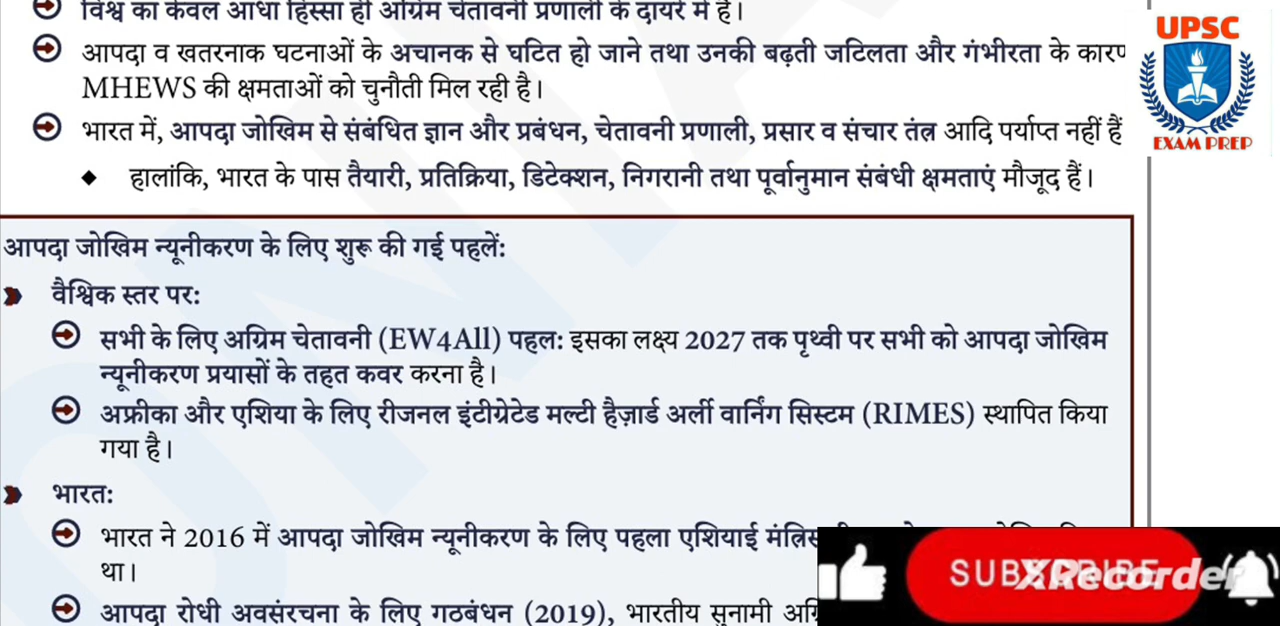 विश्व का केवल आधा हिस्सा ही अग्रिम चेतावनी प्रणाली के दायरे में है।
आपदा व खतरनाक घटनाओं के अचानक से घटित हो जाने तथा उनकी बढ़ती जटिलता और गंभीरता के
MHEWS की क्षमताओं को चुनौती मिल रही है।
भारत में, आपदा जोखिम से संबंधित ज्ञान और प्रबंधन, चेतावनी प्रणाली, प्रसार व संचार तंत्र आदि पर्याप्त नहीं हैं
हालांकि, भारत के पास तैयारी, प्रतिक्रिया, डिटेक्शन, निगरानी तथा पूर्वानुमान संबंधी क्षमताएं मौजूद हैं।
आपदा जोखिम न्यूनीकरण के लिए शुरू की गई पहलें:
वैश्विक स्तर पर:
सभी के लिए अग्रिम चेतावनी (EW4All) पहल: इसका लक्ष्य 2027 तक पृथ्वी पर सभी को आपदा जोखिम
न्यूनीकरण प्रयासों के तहत कवर करना है।
अफ्रीका और एशिया के लिए रीजनल इंटीग्रेटेड मल्टी हैज़ार्ड अर्ली वार्निंग सिस्टम (RIMES) स्थापित किया
गया है।
भारत:
भारत ने 2016 में आपदा जोखिम न्यूनीकरण के लिए पहला एशियाई
था।
आपदा रोधी अवसंरचना के लिए गठबंधन (2019), भारतीय सुनामी
UPSC
EXAM PREP
SUBSCRIBE
XRecorder